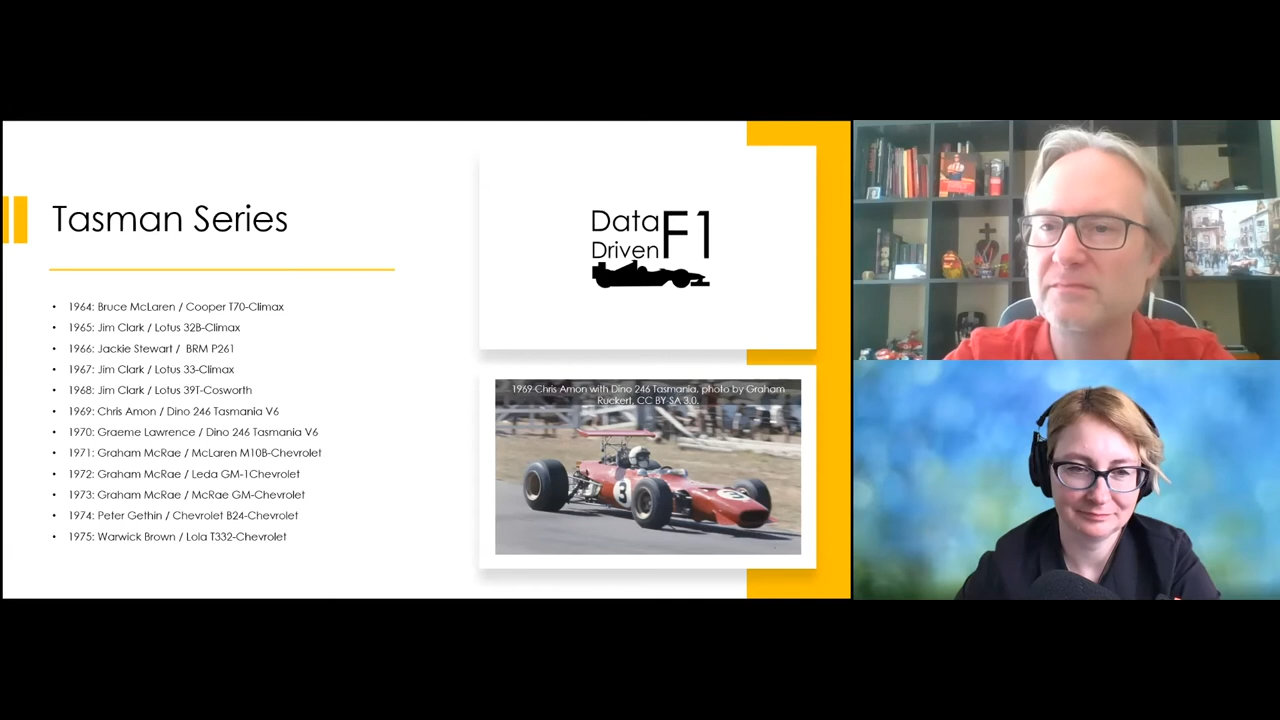 Tasman Series
• 1964: Bruce McLaren / Cooper T70-Climax
• 1965: Jim Clark / Lotus 32B-Climax
• 1966: Jackie Stewart /  BRM P261
• 1967: Jim Clark / Lotus 33-Climax
• 1968: Jim Clark / Lotus 39T-Cosworth
• 1969: Chris Amon / Dino 246 Tasmania V6
• 1970: Graeme Lawrence / Dino 246 Tasmania V6
• 1971: Graham McRae / McLaren M10B-Chevrolet
• 1972: Graham McRae / Leda GM-1Chevrolet
• 1973: Graham McRae / McRae GM-Chevrolet
• 1974: Peter Gethin / Chevrolet B24-Chevrolet
• 1975: Warwick Brown / Lola T332-Chevrolet
Data
Driven F1
1969 Chris Amon with Dino 246 Tasmania, photo by Graham
Ruckert, CC BY SA 3.0.
3